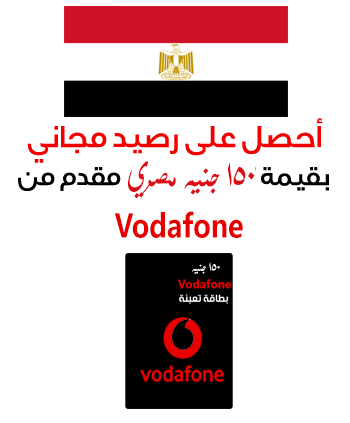 أحصل على رصيد مجاني
بقيمة ١٥٠ جنيه مصري مقدم من
Vodafone
١٥٠ جنيه
Vodafone
بطاقة تعبئة
vodafone